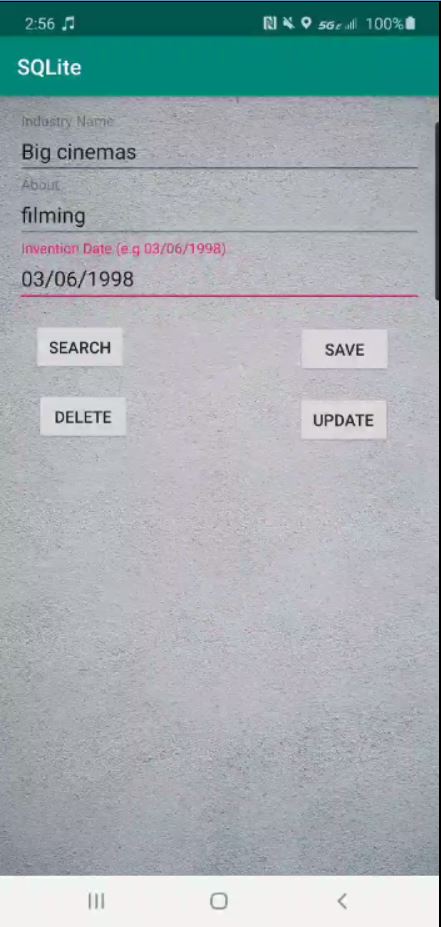 2:56 5GE 100%
SQLite
Industry Name
Big cinemas
About
filming
Invention Date (e.g 03/06/1998)
03/06/1998
SEARCH SAVE
DELETE UPDATE